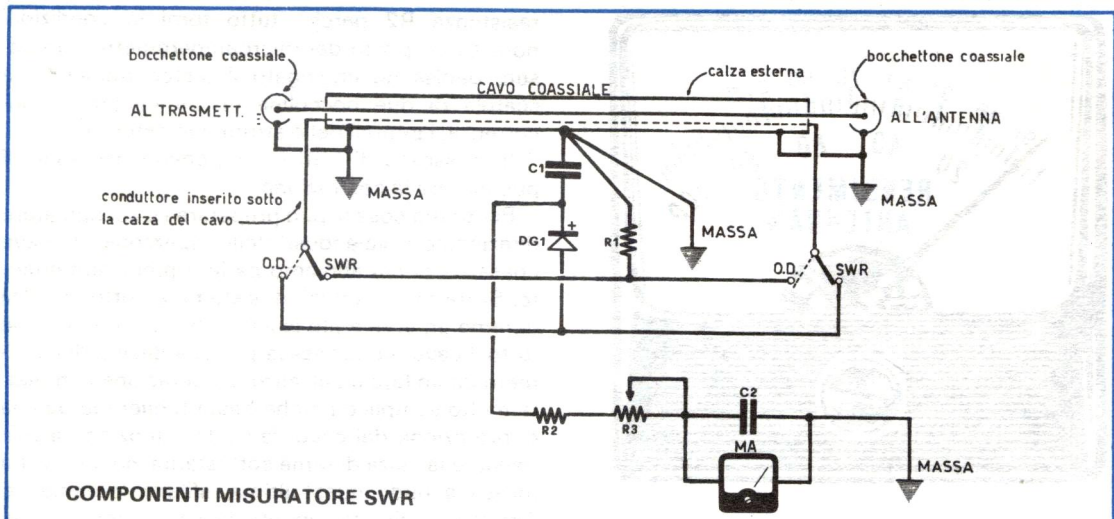 bocchettone coassiale
bocchettone coassiale
CAVO COASSIALE
calza esterna
AL TRASMETT.
ALL'ANTENNA
C1
MASSA
MASSA
conduttore inserito sotto
la calza del cavo
DG1
+
R1
MASSA
O.D.
SWR
O.D.
SWR
R2
R3
C2
MA
MASSA
COMPONENTI MISURATORE SWR